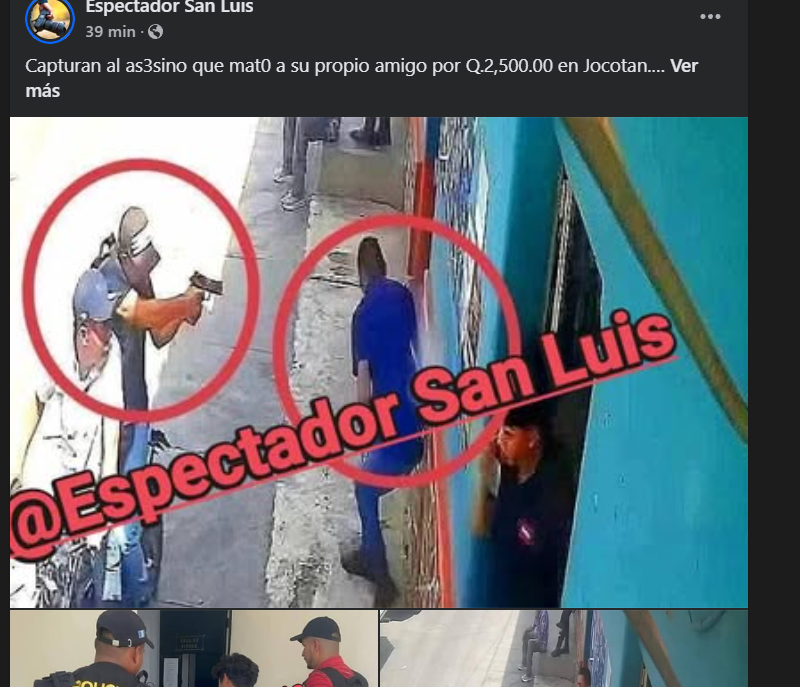 Espectador San Luis
39 min ·
Capturan al as3sino que mat0 a su propio amigo por Q.2,500.00 en Jocotan.... Ver
más
@Espectador San Luis